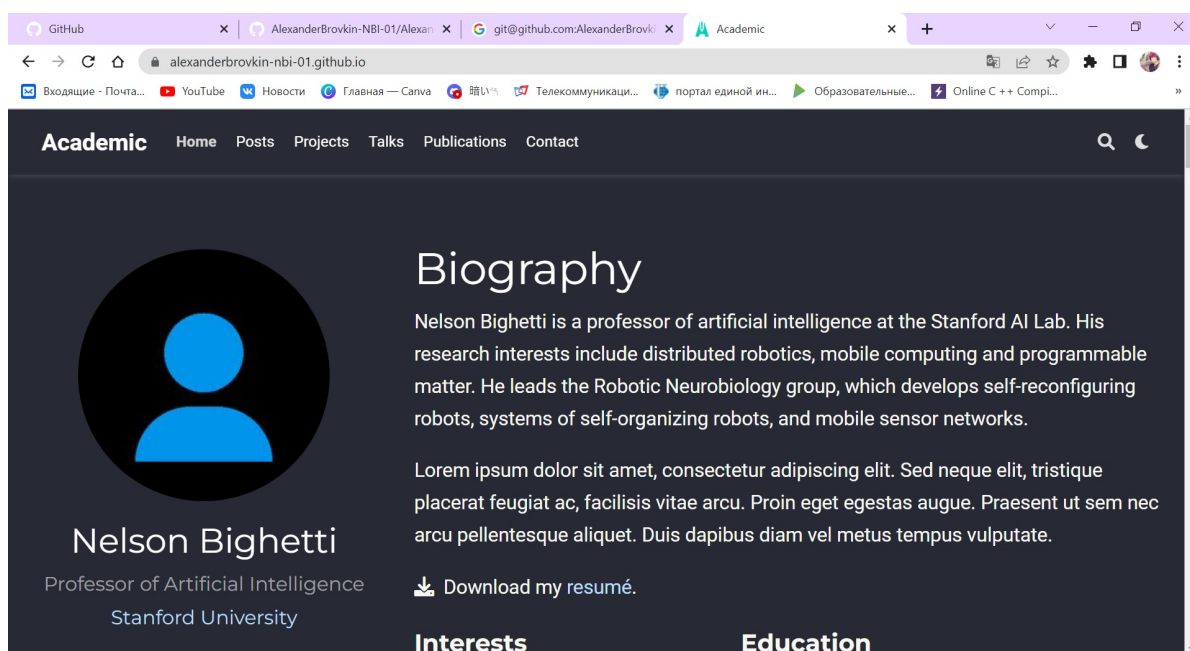 GitHub
AlexanderBrovkin-NBI-01/Alexan
git@github.com:AlexanderBrovki
Academic
alexanderbrovkin-nbi-01.github.io
Входящие - Почта...
YouTube
Новости
Главная — Canva
暗い
Телекоммуникаци...
портал единой ин...
Образовательные...
Online C ++ Compi...
»
Academic
Home
Posts
Projects
Talks
Publications
Contact
Biography
Nelson Bighetti is a professor of artificial intelligence at the Stanford AI Lab. His
research interests include distributed robotics, mobile computing and programmable
matter. He leads the Robotic Neurobiology group, which develops self-reconfiguring
robots, systems of self-organizing robots, and mobile sensor networks.
Lorem ipsum dolor sit amet, consectetur adipiscing elit. Sed neque elit, tristique
placerat feugiat ac, facilisis vitae arcu. Proin eget egestas augue. Praesent ut sem nec
arcu pellentesque aliquet. Duis dapibus diam vel metus tempus vulputate.
Download my resumé.
Nelson Bighetti
Professor of Artificial Intelligence
Stanford University
Interests
Education